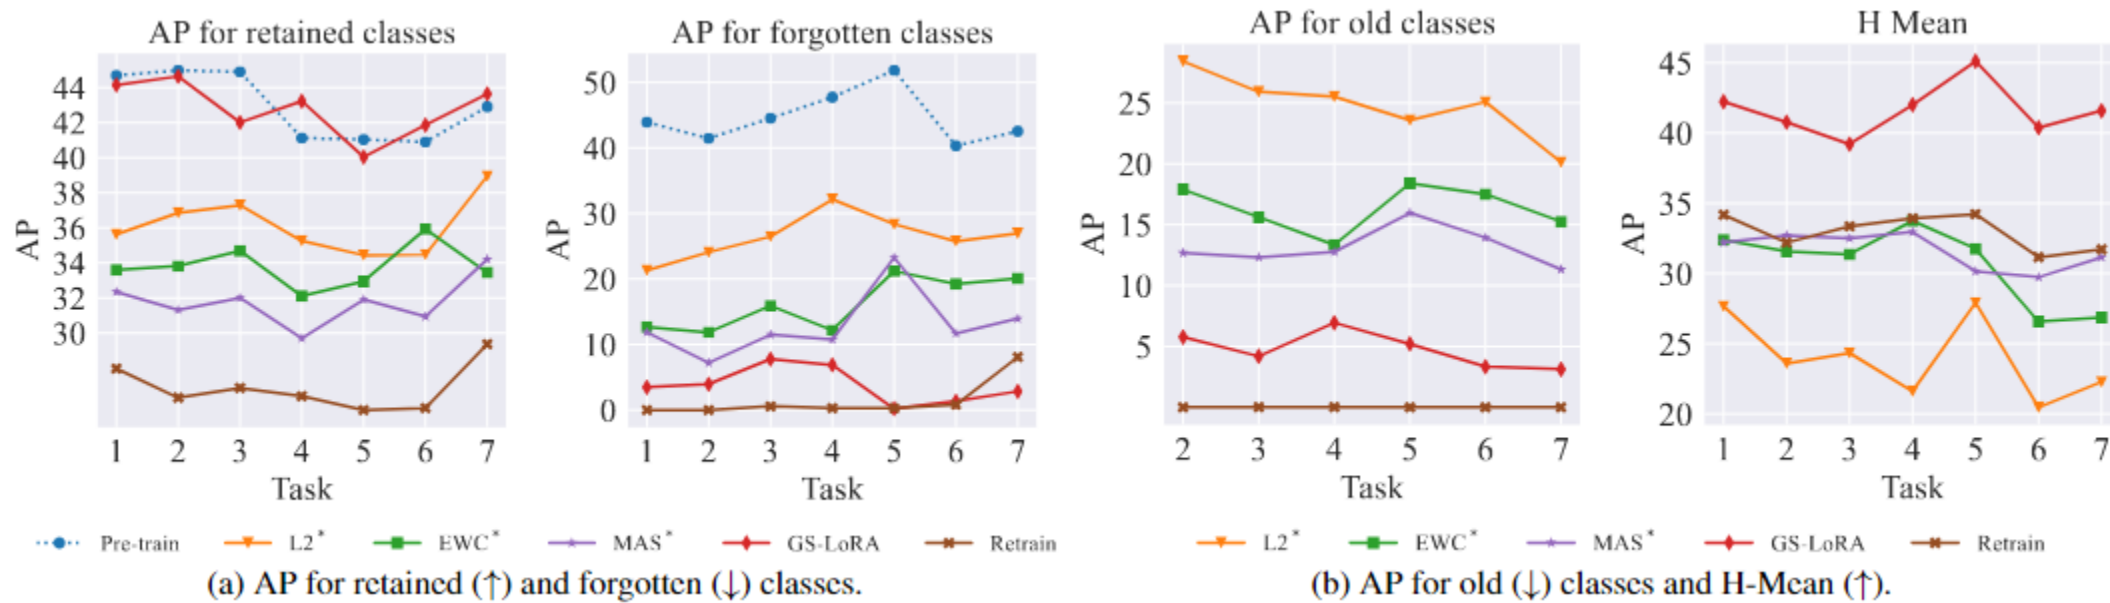 AP for retained classes
AP
44
42
40
38
36
34
32
30
1 2 3 4 5 6 7
Task
AP for forgotten classes
AP
50
40
30
20
10
0
1 2 3 4 5 6 7
Task
Pre-train L2* EWC* MAS* GS-LoRA Retrain
(a) AP for retained (↑) and forgotten (↓) classes.
AP for old classes
AP
25
20
15
10
5
2 3 4 5 6 7
Task
H Mean
AP
45
40
35
30
25
20
1 2 3 4 5 6 7
Task
L2* EWC* MAS* GS-LoRA Retrain
(b) AP for old (↓) classes and H-Mean (↑).